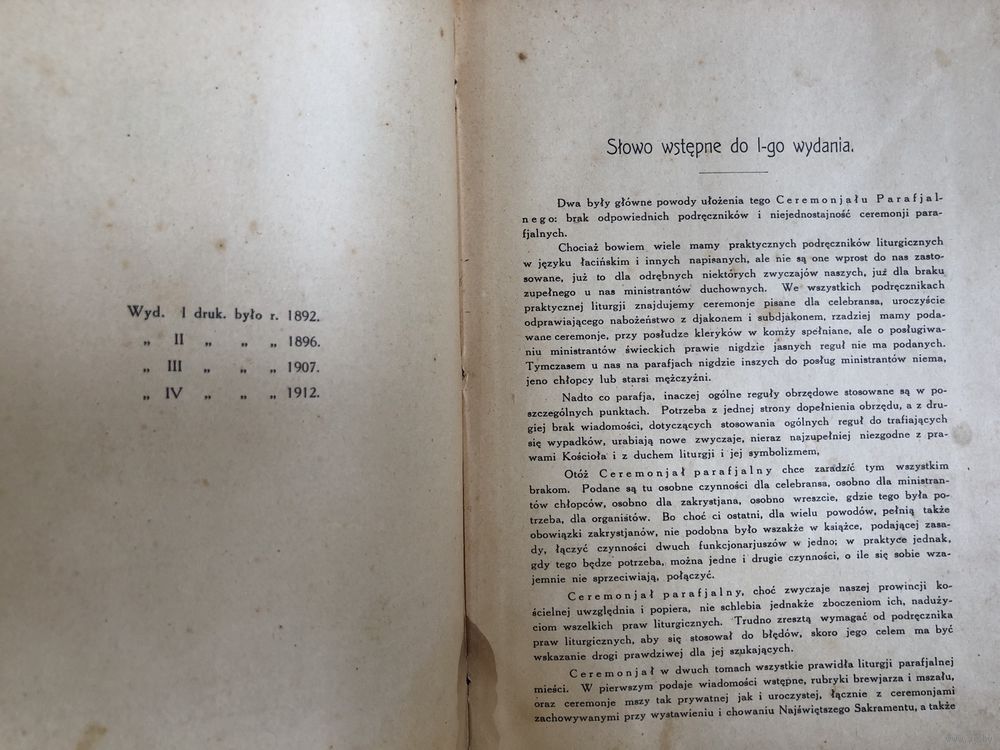 Wyd. I druk. było r. 1892.
„ II „ „ „ 1896.
„ III „ „ „ 1907.
„ IV „ „ „ 1912.
Słowo wstępne do I-go wydania.
Dwa były główne powody ułożenia tego Ceremonjału Parafjal-
nego: brak odpowiednich podręczników i niejednostajność ceremonji para-
fjalnych.
Chociaż bowiem wiele mamy praktycznych podręczników liturgicznych
w języku łacińskim i innych napisanych, ale nie są one wprost do nas zasto-
sowane, już to dla odrębnych niektórych zwyczajów naszych, już dla braku
zupełnego u nas ministrantów duchownych. We wszystkich podręcznikach
praktycznej liturgii znajdujemy ceremonje pisane dla celebransa, uroczyście
odprawiającego nabożeństwo z djakonem i subdjakonem, rzadziej mamy poda-
wane ceremonje, przy posłudze kleryków w komży spełniane, ale o posługiwa-
niu ministrantów świeckich prawie nigdzie jasnych reguł nie ma podanych.
Tymczasem u nas na parafjach nigdzie inszych do posług ministrantów niema,
jeno chłopcy lub starsi mężczyźni.
Nadto co parafja, inaczej ogólne reguły obrzędowe stosowane są w po-
szczególnych punktach. Potrzeba z jednej strony dopełnienia obrzędu, a z dru-
giej brak wiadomości, dotyczących stosowania ogólnych reguł do trafiających
się wypadków, urabiają nowe zwyczaje, nieraz najzupełniej niezgodne z pra-
wami Kościoła i z duchem liturgji i jej symbolizmem,
Otóż Ceremonjał parafjalny chce zaradzić tym wszystkim
brakom. Podane są tu osobne czynności dla celebransa, osobno dla ministran-
tów chłopców, osobno dla zakrystjana, osobno wreszcie, gdzie tego była po-
trzeba, dla organistów. Bo choć ci ostatni, dla wielu powodów, pełnią także
obowiązki zakrystjanów, nie podobna było wszakże w książce, podającej zasa-
dy, łączyć czynności dwuch funkcjonarjuszów w jedno; w praktyce jednak,
gdy tego będze potrzeba, można jedne i drugie czynności, o ile się sobie wza-
jemnie nie sprzeciwiają, połączyć.
Ceremonjał parafjalny, choć zwyczaje naszej prowincji ko-
ścielnej uwzględnia i popiera, nie schlebia jednakże zboczeniom ich, naduży-
ciom wszelkich praw liturgicznych. Trudno zresztą wymagać od podręcznika
praw liturgicznych, aby się stosował do błędów, skoro jego celem ma być
wskazanie drogi prawdziwej dla jej szukających.
Ceremonjał w dwuch tomach wszystkie prawidła liturgji parafjalnej
mieści. W pierwszym podaje wiadomości wstępne, rubryki brewjarza i mszału,
oraz ceremonje mszy tak prywatnej jak i uroczystej, łącznie z ceremonjami
zachowywanymi przy wystawieniu i chowaniu Najświętszego Sakramentu, a także